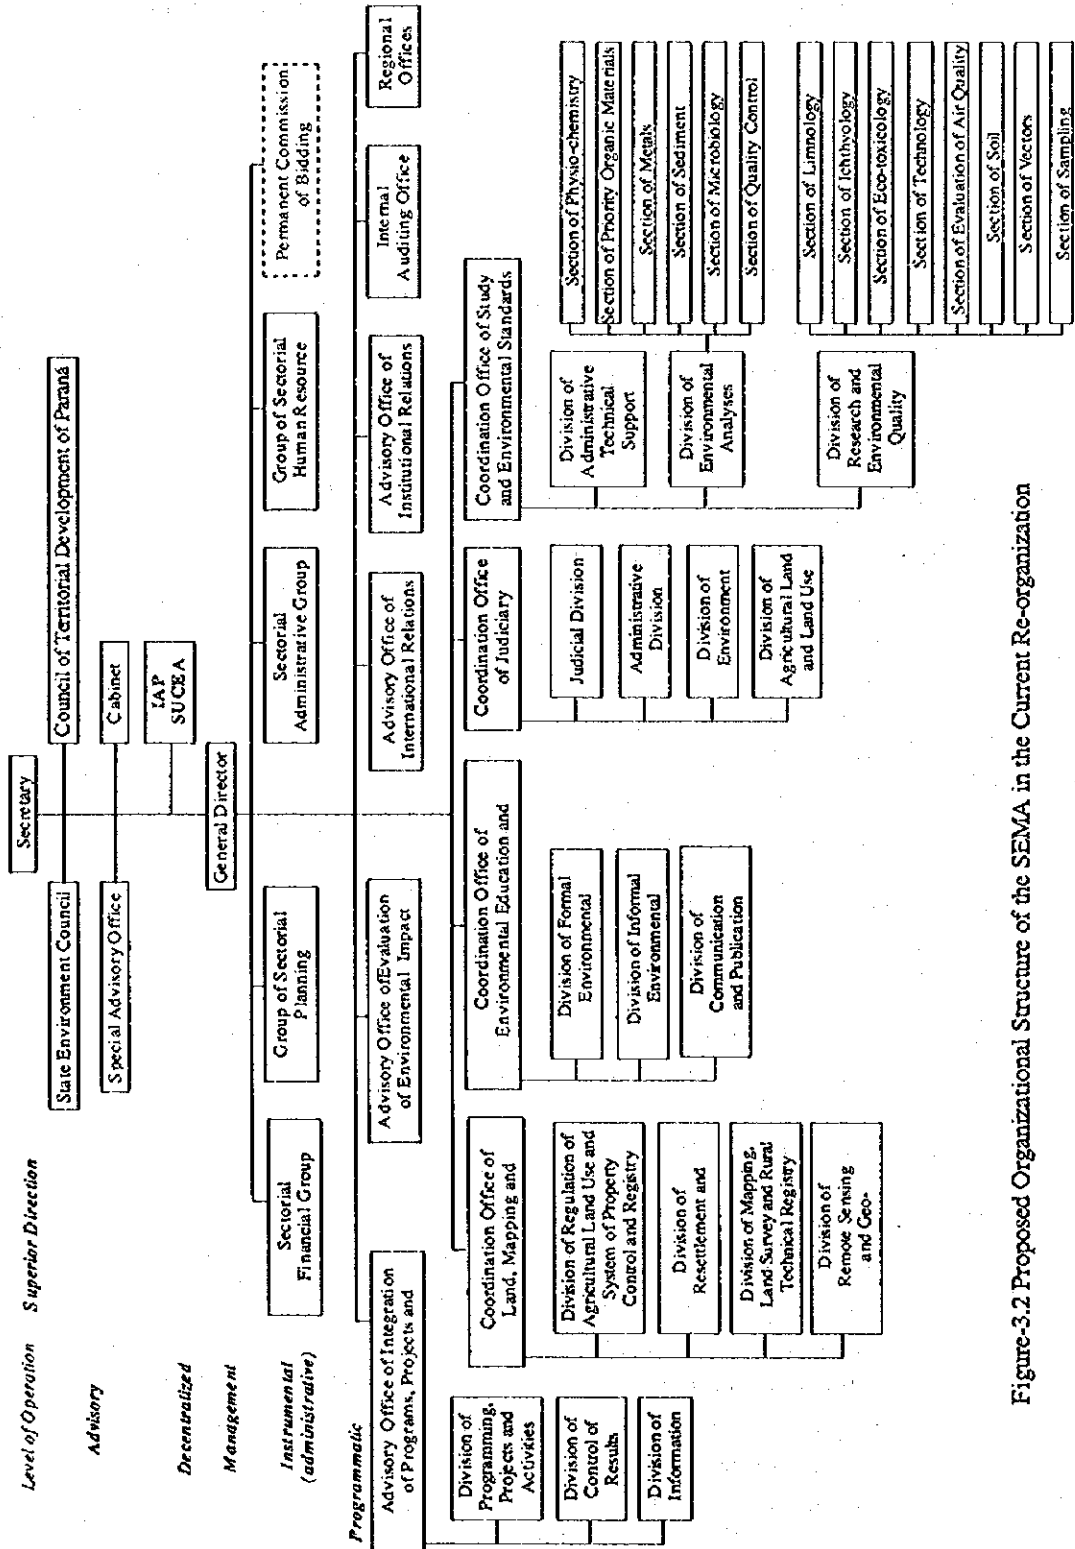 Level of Operation
Superior Direction
Secretary
State Environment Council
Council of Territorial Development of Paraná
Advisory
Special Advisory Office
Cabinet
Decentralized
IAP
SUCEA
Management
General Director
Instrumental
(administrative)
Sectorial
Financial Group
Group of Sectorial
Planning
Sectorial
Administrative Group
Group of Sectorial
Human Resource
Permanent Commission
of Bidding
Programmatic
Advisory Office of Integration
of Programs, Projects and
Advisory Office of Evaluation
of Environmental Impact
Advisory Office of
International Relations
Advisory Office of
Institutional Relations
Internal
Auditing Office
Regional
Offices
Division of
Programming,
Projects and
Activities
Division of
Control of
Results
Division of
Information
Coordination Office of
Land, Mapping and
Division of Regulation of
Agricultural Land Use and
System of Property
Control and Registry
Division of
Resettlement and
Division of Mapping,
Land-Survey and Rural
Technical Registry
Division of
Remote Sensing
and Geo-
Coordination Office of
Environmental Education and
Division of Formal
Environmental
Division of Informal
Environmental
Division of
Communication
and Publication
Coordination Office
of Judiciary
Judicial Division
Administrative
Division
Division of
Environment
Division of
Agricultural Land
and Land Use
Coordination Office of Study
and Environmental Standards
Division of
Administrative
Technical
Support
Division of
Environmental
Analyses
Division of
Research and
Environmental
Quality
Section of Physio-chemistry
Section of Priority Organic Materials
Section of Metals
Section of Sediment
Section of Microbiology
Section of Quality Control
Section of Limnology
Section of Ichthyology
Section of Eco-toxicology
Section of Technology
Section of Evaluation of Air Quality
Section of Soil
Section of Vectors
Section of Sampling
Figure-3.2 Proposed Organizational Structure of the SEMA in the Current Re-organization